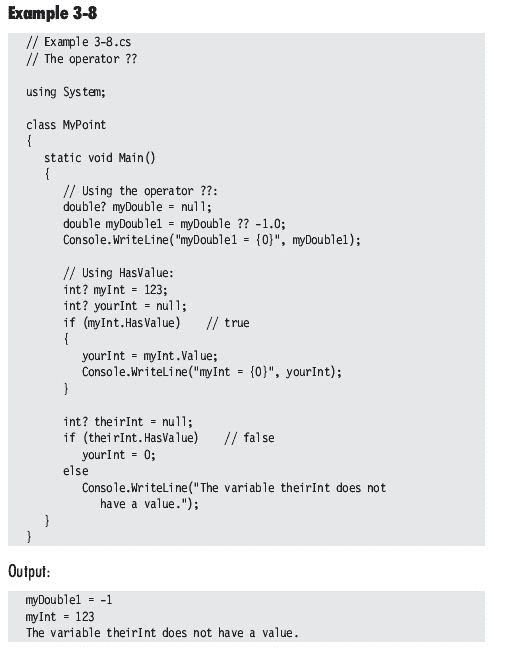 Example 3-8
// Example 3-8.cs
// The operator ??
using System;
class MyPoint
{
static void Main()
{
// Using the operator ??:
double? myDouble = null;
double myDouble1 = myDouble ?? -1.0;
Console.WriteLine("myDouble1 = {0}", myDouble1);
// Using HasValue:
int? myInt = 123;
int? yourInt = null;
if (myInt.HasValue) // true
{
yourInt = myInt.Value;
Console.WriteLine("myInt = {0}", yourInt);
}
int? theirInt = null;
if (theirInt.HasValue) // false
yourInt = 0;
else
Console.WriteLine("The variable theirInt does not
have a value.");
}
}
Output:
myDouble1 = -1
myInt = 123
The variable theirInt does not have a value.